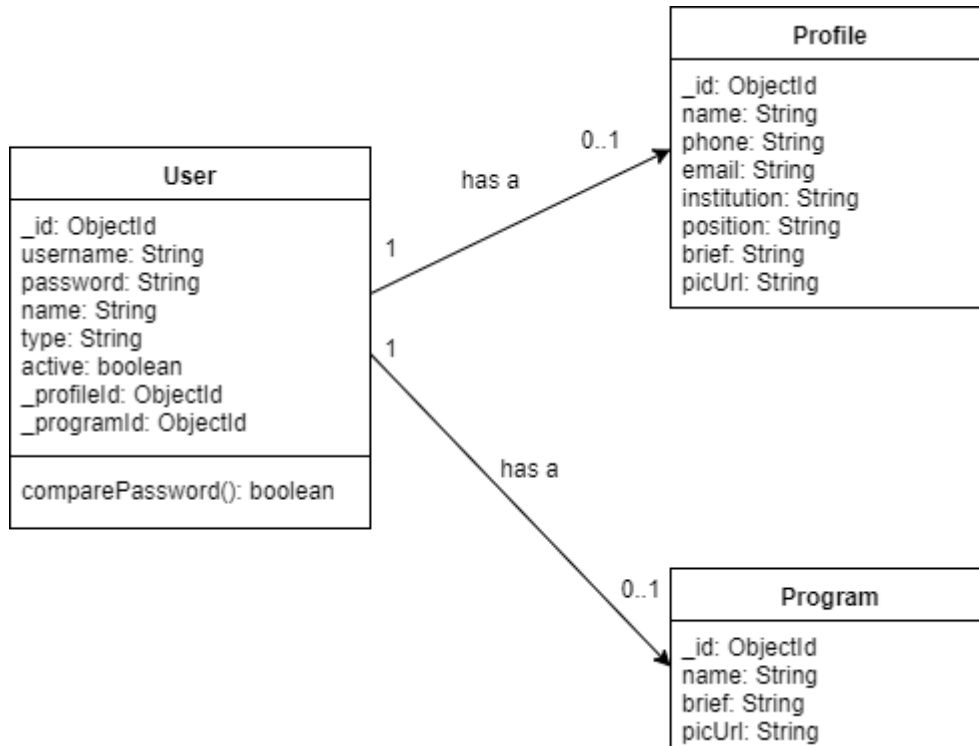 Profile
_id: ObjectId
name: String
phone: String
email: String
institution: String
position: String
brief: String
picUrl: String
0..1
has a
1
User
_id: ObjectId
username: String
password: String
name: String
type: String
active: boolean
_profileId: ObjectId
_programId: ObjectId
comparePassword(): boolean
1
has a
0..1
Program
_id: ObjectId
name: String
brief: String
picUrl: String